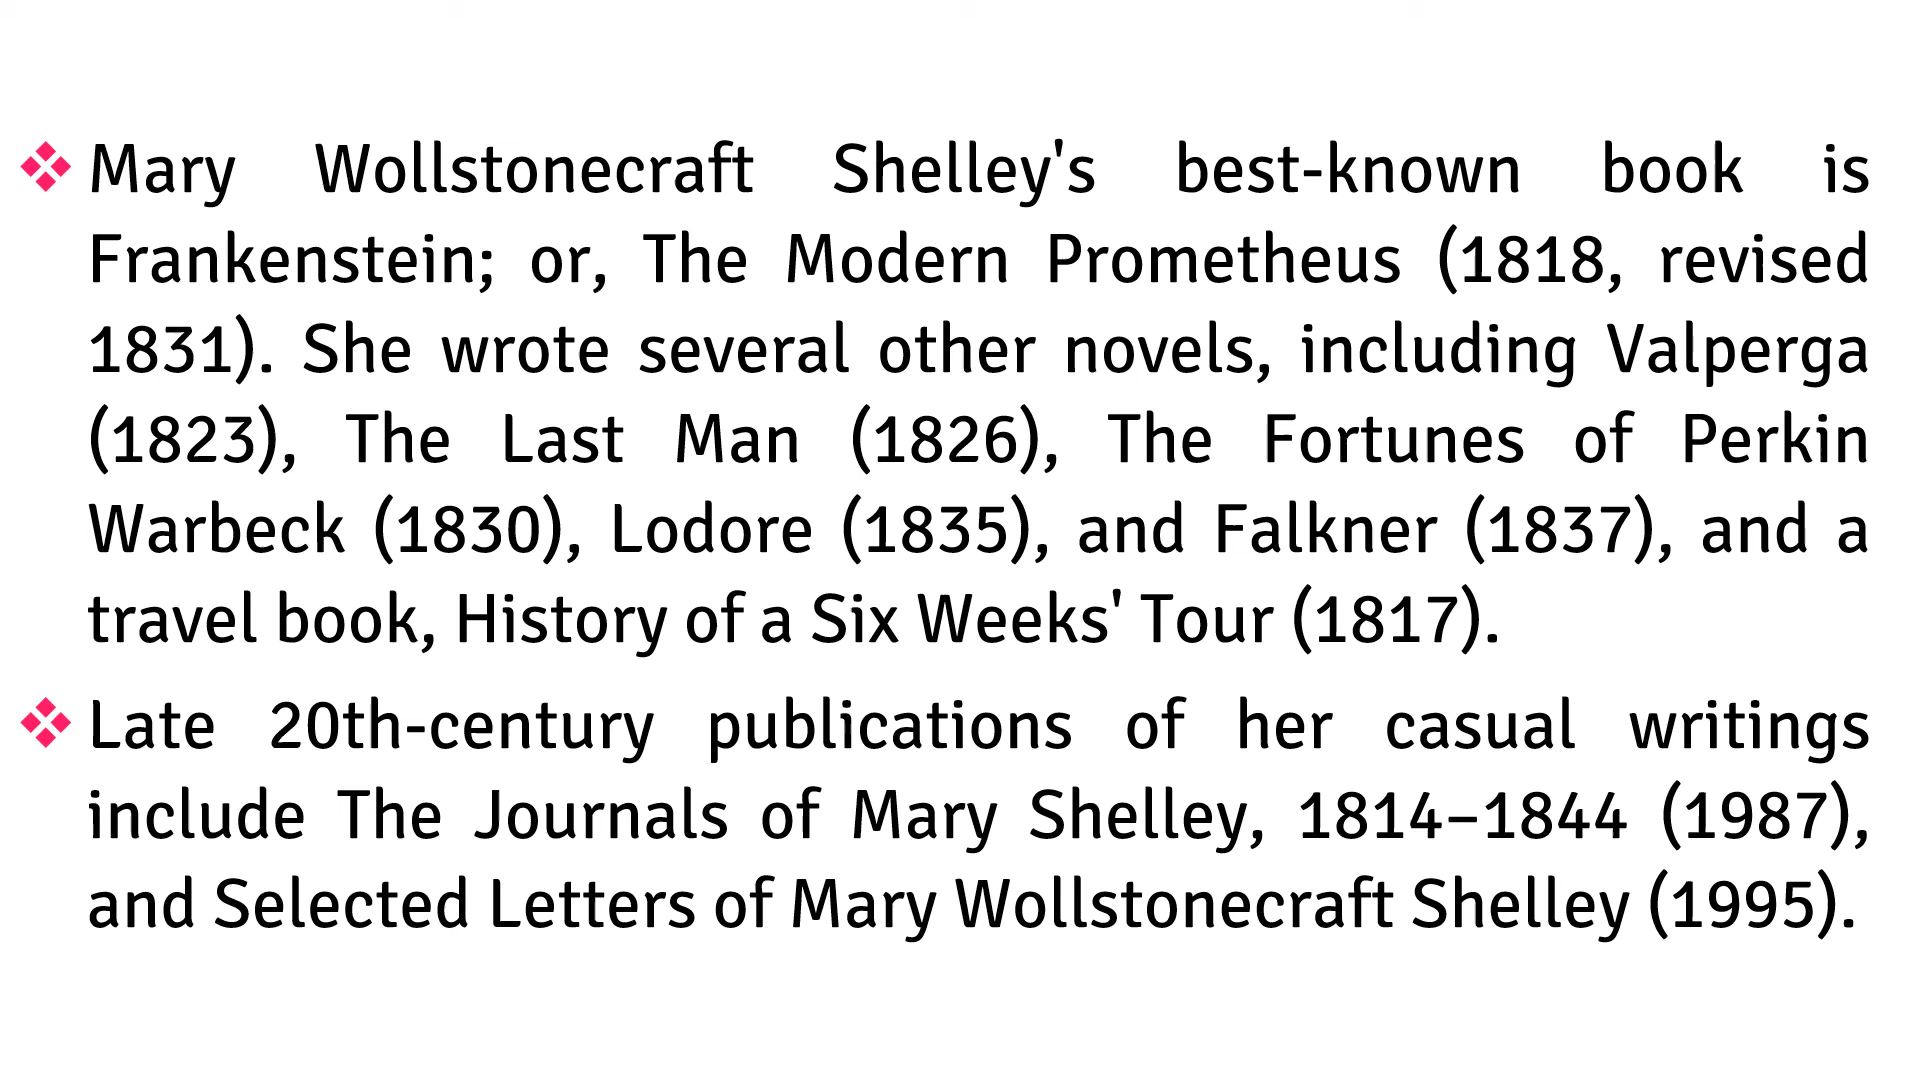 ❖ Mary Wollstonecraft Shelley's best-known book is
Frankenstein; or, The Modern Prometheus (1818, revised
1831). She wrote several other novels, including Valperga
(1823), The Last Man (1826), The Fortunes of Perkin
Warbeck (1830), Lodore (1835), and Falkner (1837), and a
travel book, History of a Six Weeks' Tour (1817).
❖ Late 20th-century publications of her casual writings
include The Journals of Mary Shelley, 1814–1844 (1987),
and Selected Letters of Mary Wollstonecraft Shelley (1995).